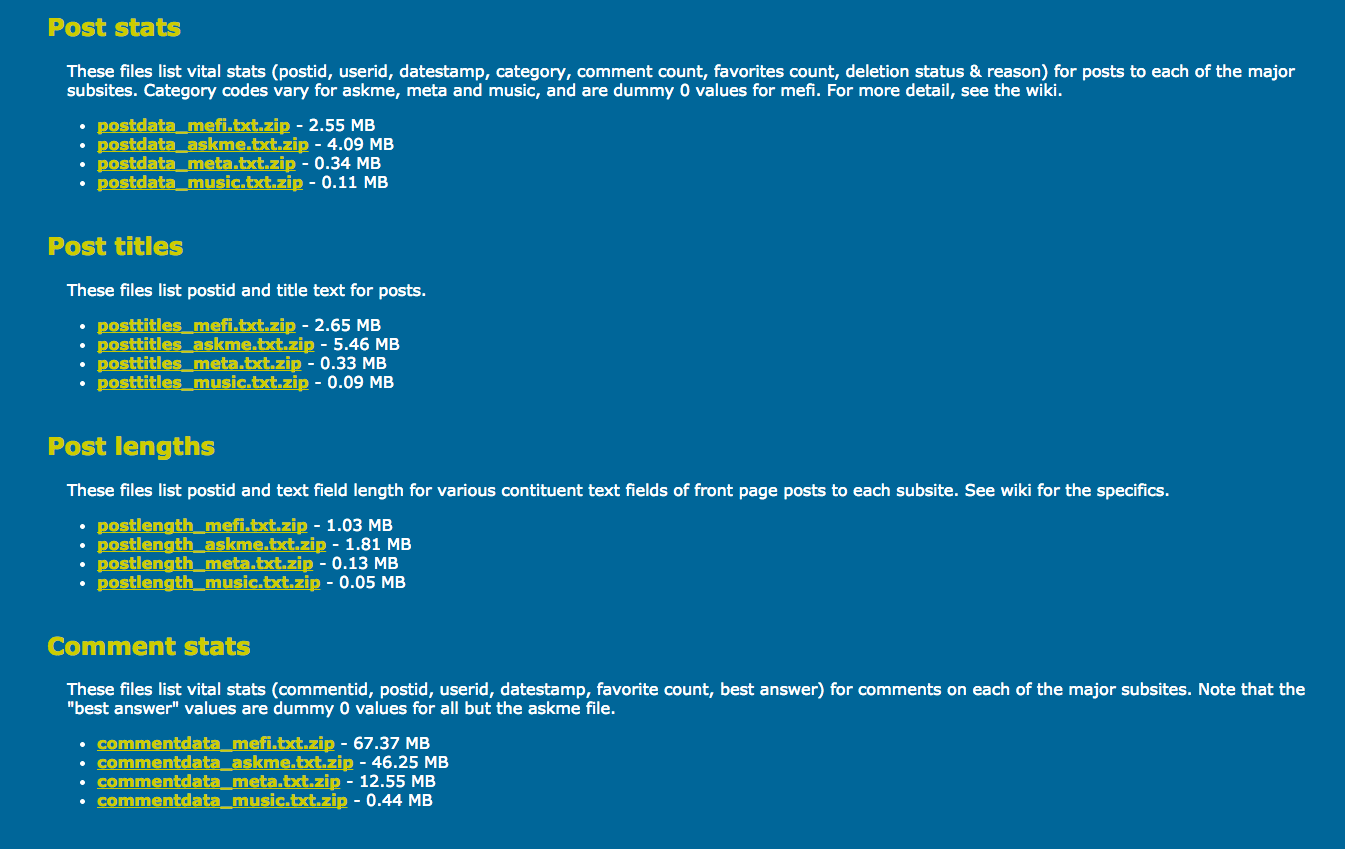 Post stats
These files list vital stats (postid, userid, datestamp, category, comment count, favorites count, deletion status & reason) for posts to each of the major
subsites. Category codes vary for askme, meta and music, and are dummy 0 values for mefi. For more detail, see the wiki.
• postdata_mefi.txt.zip - 2.55 MB
• postdata_askme.txt.zip - 4.09 MB
• postdata_meta.txt.zip - 0.34 MB
• postdata_music.txt.zip - 0.11 MB
Post titles
These files list postid and title text for posts.
• posttitles_mefi.txt.zip - 2.65 MB
• posttitles_askme.txt.zip - 5.46 MB
• posttitles_meta.txt.zip - 0.33 MB
• posttitles_music.txt.zip - 0.09 MB
Post lengths
These files list postid and text field length for various contituent text fields of front page posts to each subsite. See wiki for the specifics.
• postlength_mefi.txt.zip - 1.03 MB
• postlength_askme.txt.zip - 1.81 MB
• postlength_meta.txt.zip - 0.13 MB
• postlength_music.txt.zip - 0.05 MB
Comment stats
These files list vital stats (commentid, postid, userid, datestamp, favorite count, best answer) for comments on each of the major subsites. Note that the
"best answer" values are dummy 0 values for all but the askme file.
• commentdata_mefi.txt.zip - 67.37 MB
• commentdata_askme.txt.zip - 46.25 MB
• commentdata_meta.txt.zip - 12.55 MB
• commentdata_music.txt.zip - 0.44 MB